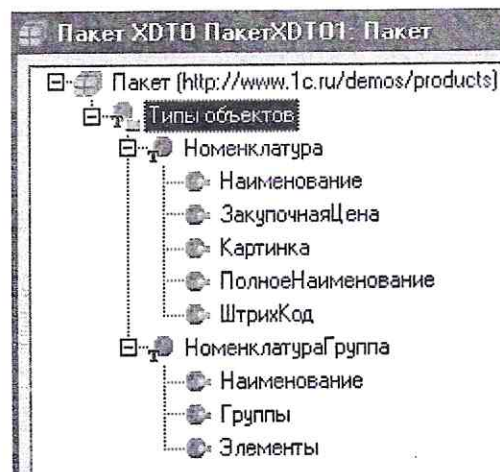 Пакет XDTO ПакетXDTO1: Пакет
Пакет (http://www.1c.ru/demos/products)
Типы объектов
Номенклатура
Наименование
ЗакупочнаяЦена
Картинка
ПолноеНаименование
ШтрихКод
НоменклатураГруппа
Наименование
Группы
Элементы